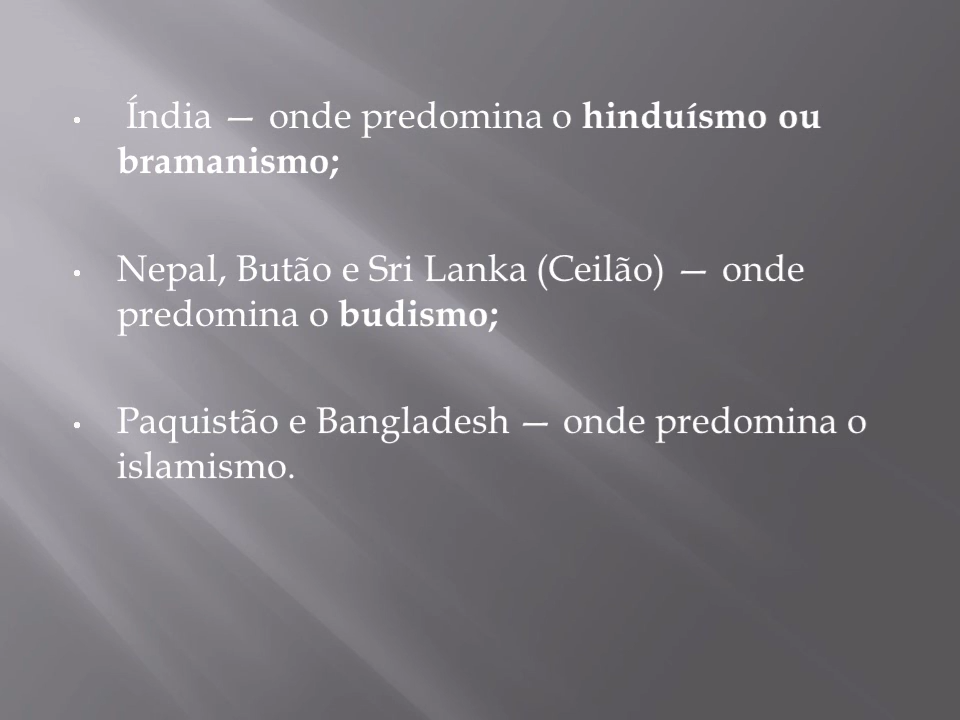 • Índia — onde predomina o hinduísmo ou
bramanismo;
• Nepal, Butão e Sri Lanka (Ceilão) — onde
predomina o budismo;
• Paquistão e Bangladesh — onde predomina o
islamismo.